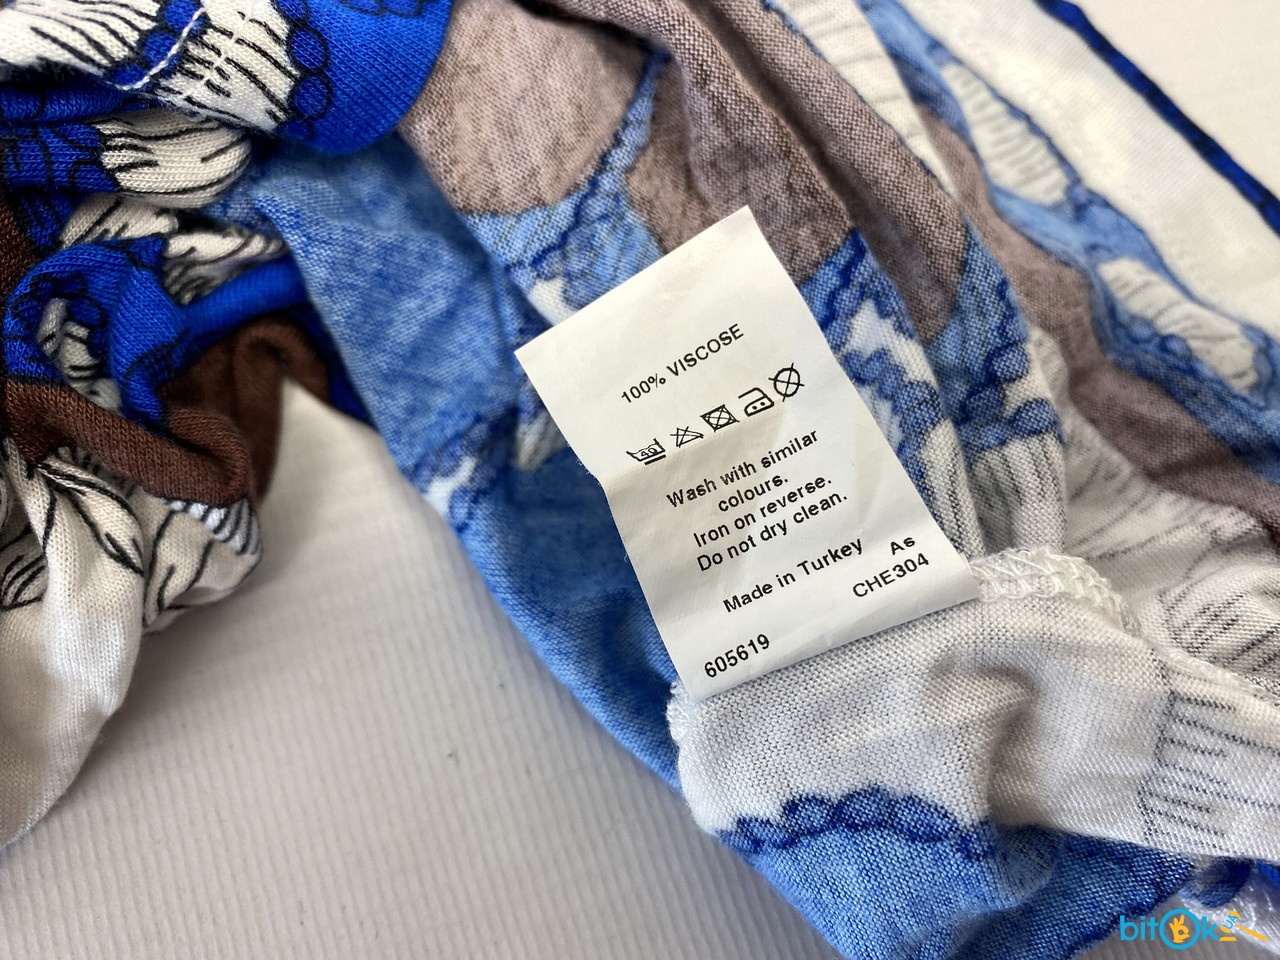 100% VISCOSE
40
Wash with similar
colours.
Iron on reverse.
Do not dry clean.
Made in Turkey As
CHE304
605619
bitOk